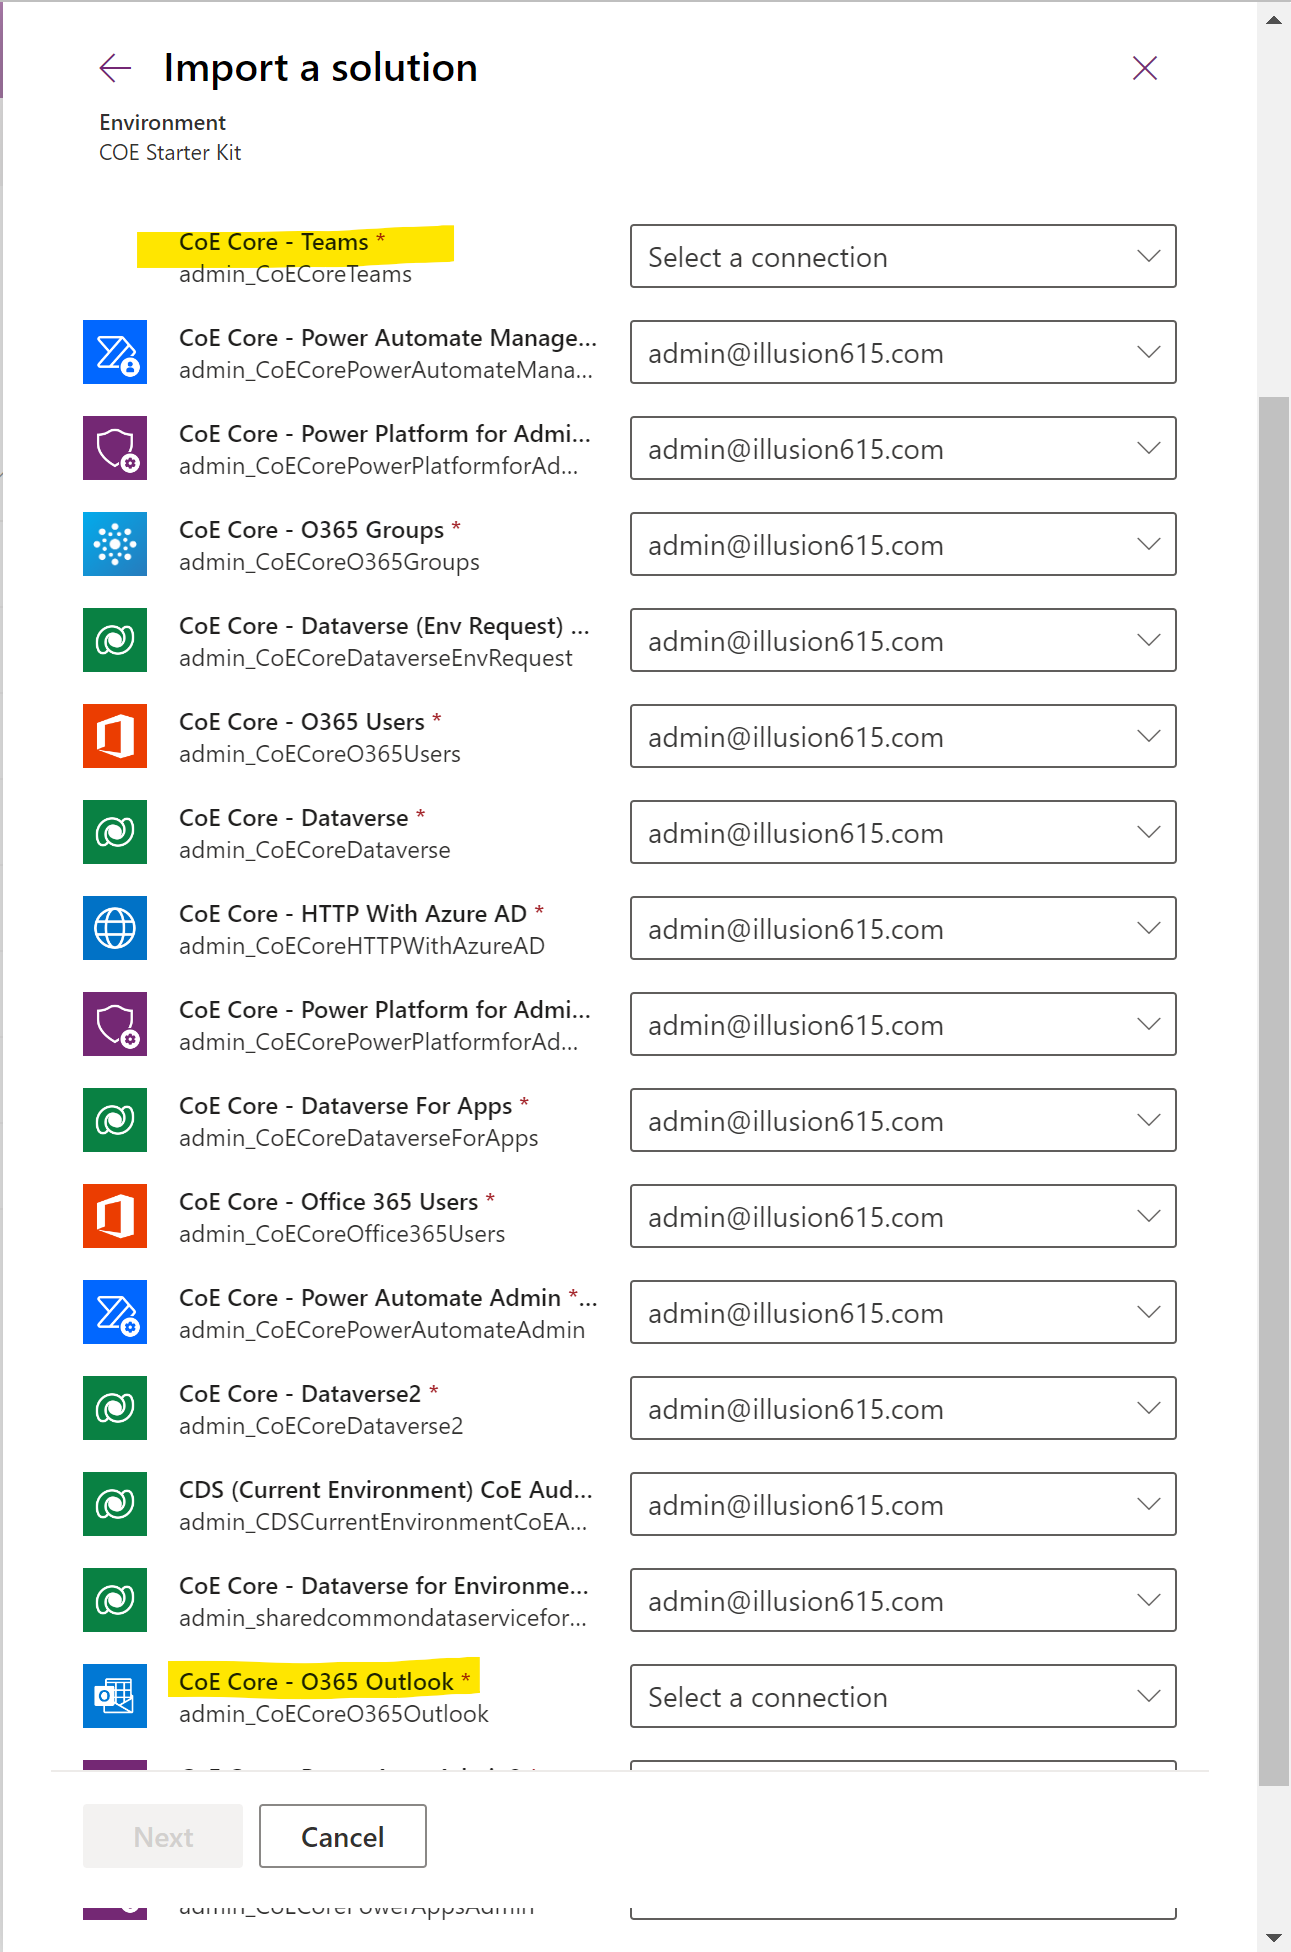 Import a solution
Environment
COE Starter Kit
CoE Core - Teams *
admin_CoECoreTeams
Select a connection
CoE Core - Power Automate Manage...
admin_CoECorePowerAutomateMana...
admin@illusion615.com
CoE Core - Power Platform for Admi...
admin_CoECorePowerPlatformforAd...
admin@illusion615.com
CoE Core - O365 Groups *
admin_CoECoreO365Groups
admin@illusion615.com
CoE Core - Dataverse (Env Request) ...
admin_CoECoreDataverseEnvRequest
admin@illusion615.com
CoE Core - O365 Users *
admin_CoECoreO365Users
admin@illusion615.com
CoE Core - Dataverse *
admin_CoECoreDataverse
admin@illusion615.com
CoE Core - HTTP With Azure AD *
admin_CoECoreHTTPWithAzureAD
admin@illusion615.com
CoE Core - Power Platform for Admi...
admin_CoECorePowerPlatformforAd...
admin@illusion615.com
CoE Core - Dataverse For Apps *
admin_CoECoreDataverseForApps
admin@illusion615.com
CoE Core - Office 365 Users *
admin_CoECoreOffice365Users
admin@illusion615.com
CoE Core - Power Automate Admin *...
admin_CoECorePowerAutomateAdmin
admin@illusion615.com
CoE Core - Dataverse2 *
admin_CoECoreDataverse2
admin@illusion615.com
CDS (Current Environment) CoE Aud...
admin_CDSCurrentEnvironmentCoEA...
admin@illusion615.com
CoE Core - Dataverse for Environme...
admin_sharedcommondataservicefor...
admin@illusion615.com
CoE Core - O365 Outlook *
admin_CoECoreO365Outlook
Select a connection
Next
Cancel
admin_CoECorePowerAppsAdmin